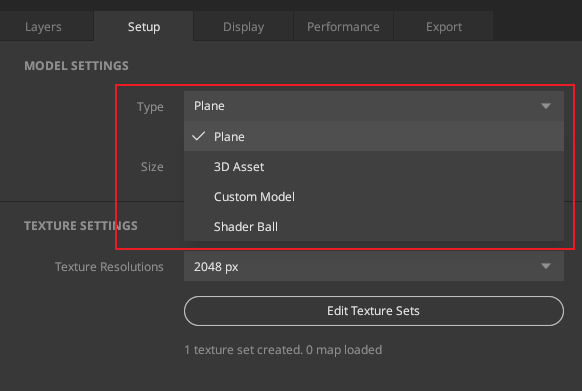 Layers Setup Display Performance Export
MODEL SETTINGS
Type Plane
Plane
Size 3D Asset
Custom Model
TEXTURE SETTINGS Shader Ball
Texture Resolutions 2048 px
Edit Texture Sets
1 texture set created. 0 map loaded